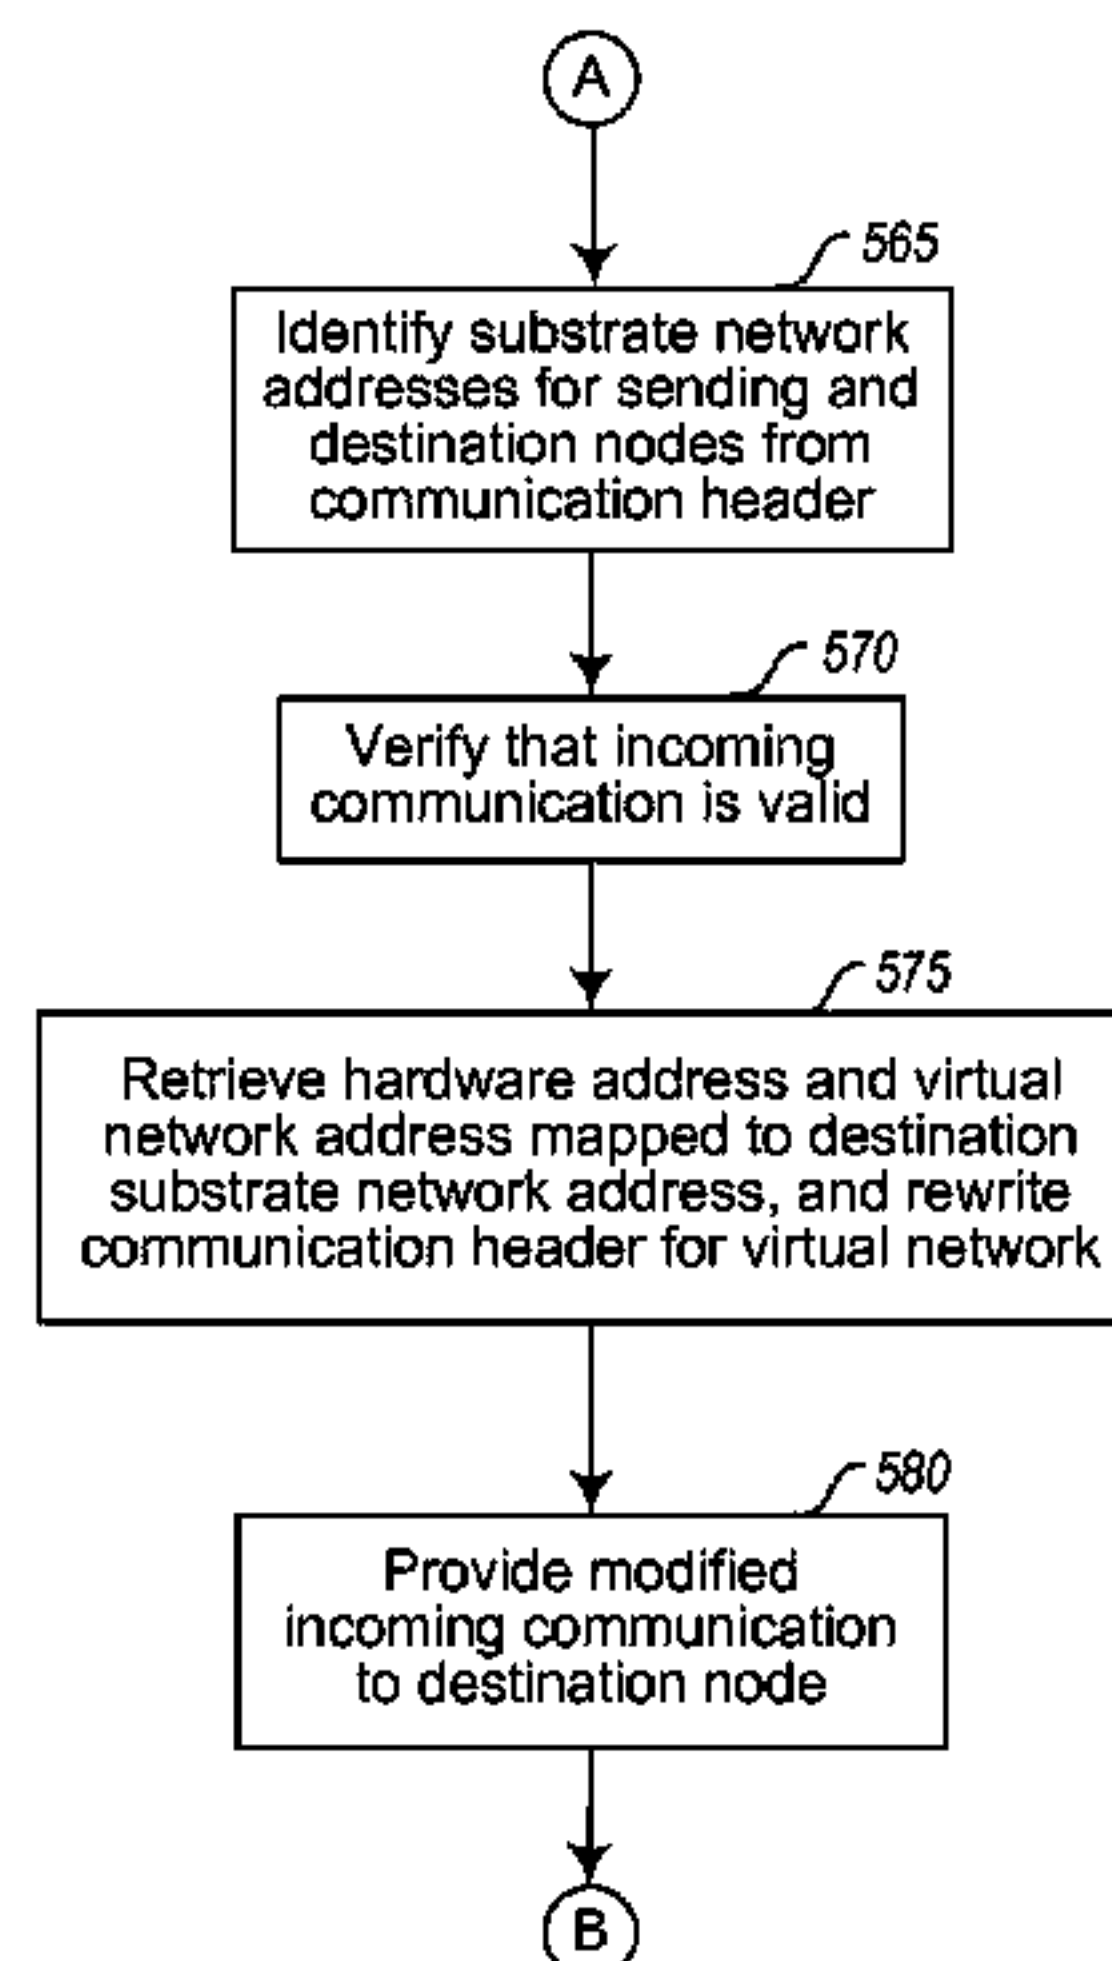 A
565
Identify substrate network
addresses for sending and
destination nodes from
communication header
570
Verify that incoming
communication is valid
575
Retrieve hardware address and virtual
network address mapped to destination
substrate network address, and rewrite
communication header for virtual network
580
Provide modified
incoming communication
to destination node
B